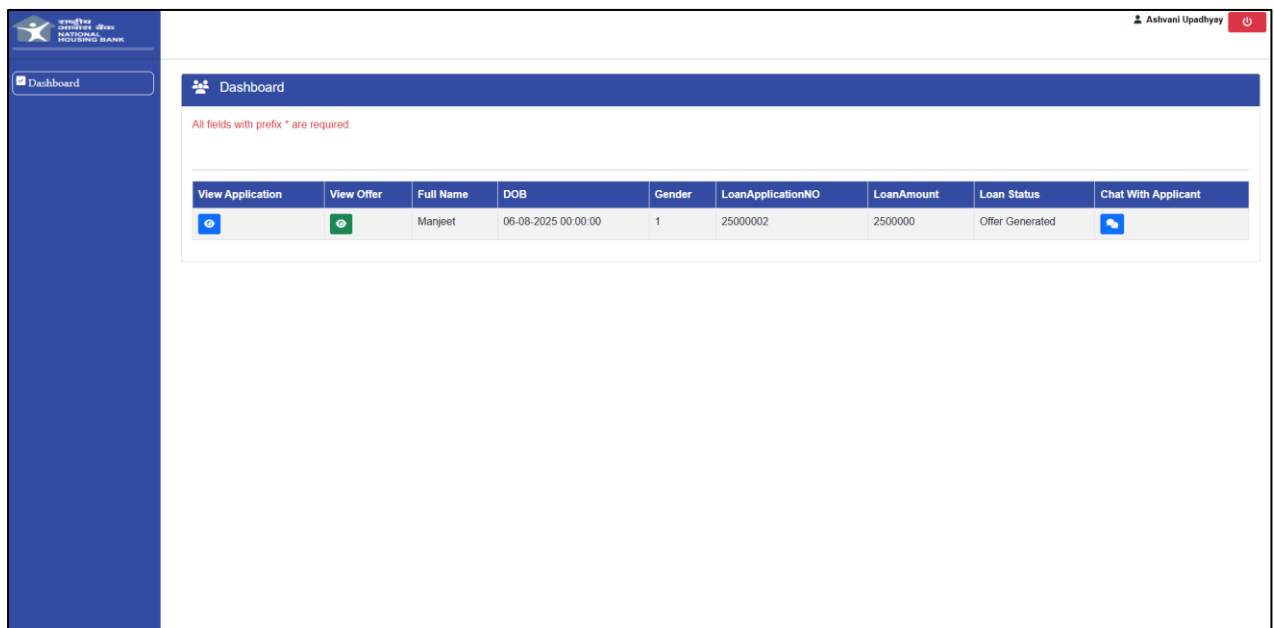 राष्ट्रीय
आवास बैंक
NATIONAL
HOUSING BANK
Ashvani Upadhyay
Dashboard
Dashboard
All fields with prefix * are required.
View Application View Offer Full Name DOB Gender LoanApplicationNO LoanAmount Loan Status Chat With Applicant
Manjeet 06-08-2025 00:00:00 1 25000002 2500000 Offer Generated